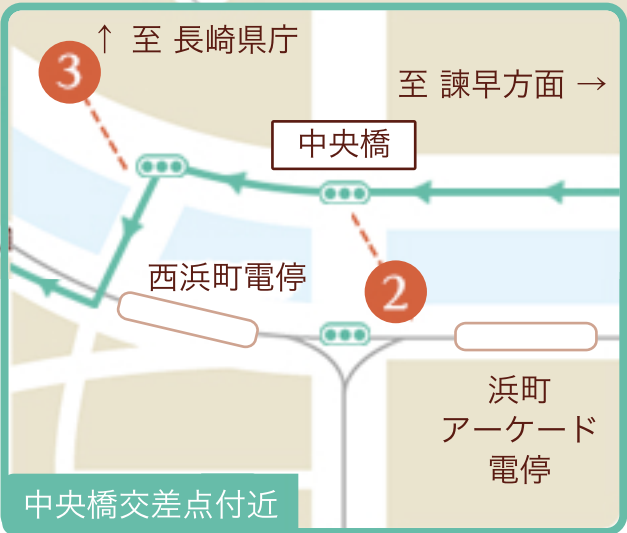 ↑ 至 長崎県庁
3
至 諫早方面 →
中央橋
西浜町電停
2
浜町
アーケード
電停
中央橋交差点付近